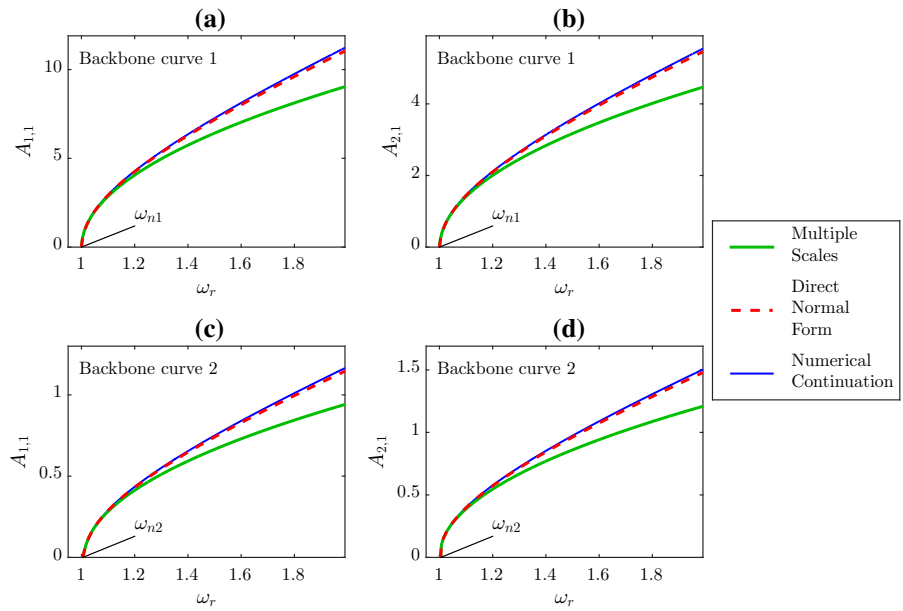 (a)
Backbone curve 1
10
5
0
A1,1
ωn1
1 1.2 1.4 1.6 1.8
ωr
(b)
Backbone curve 1
4
2
0
A2,1
ωn1
1 1.2 1.4 1.6 1.8
ωr
(c)
Backbone curve 2
1
0.5
0
A1,1
ωn2
1 1.2 1.4 1.6 1.8
ωr
(d)
Backbone curve 2
1.5
1
0.5
0
A2,1
ωn2
1 1.2 1.4 1.6 1.8
ωr
Multiple
Scales
Direct
Normal
Form
Numerical
Continuation